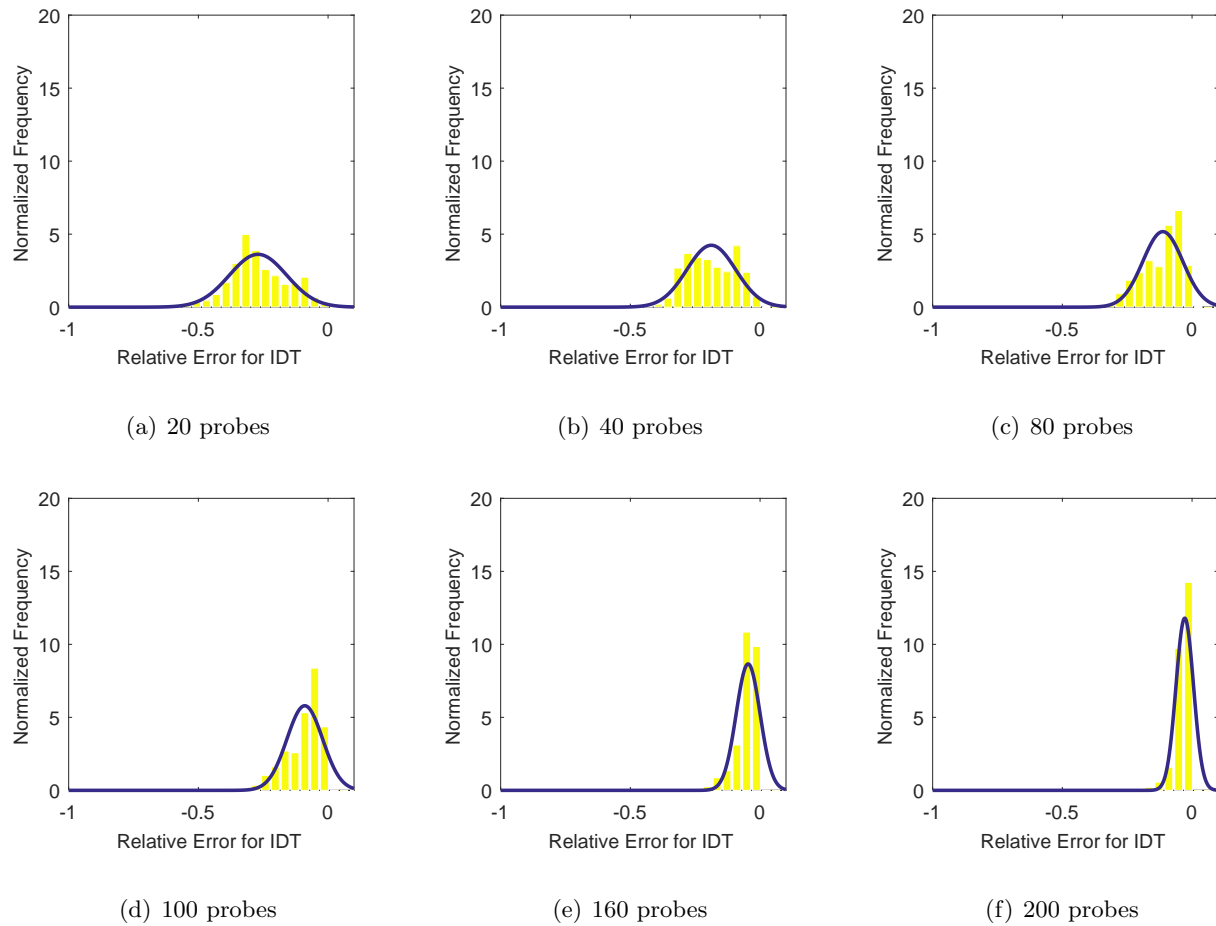 20
15
10
5
0
Normalized Frequency
-1 -0.5 0
Relative Error for IDT
(a) 20 probes
20
15
10
5
0
Normalized Frequency
-1 -0.5 0
Relative Error for IDT
(b) 40 probes
20
15
10
5
0
Normalized Frequency
-1 -0.5 0
Relative Error for IDT
(c) 80 probes
20
15
10
5
0
Normalized Frequency
-1 -0.5 0
Relative Error for IDT
(d) 100 probes
20
15
10
5
0
Normalized Frequency
-1 -0.5 0
Relative Error for IDT
(e) 160 probes
20
15
10
5
0
Normalized Frequency
-1 -0.5 0
Relative Error for IDT
(f) 200 probes